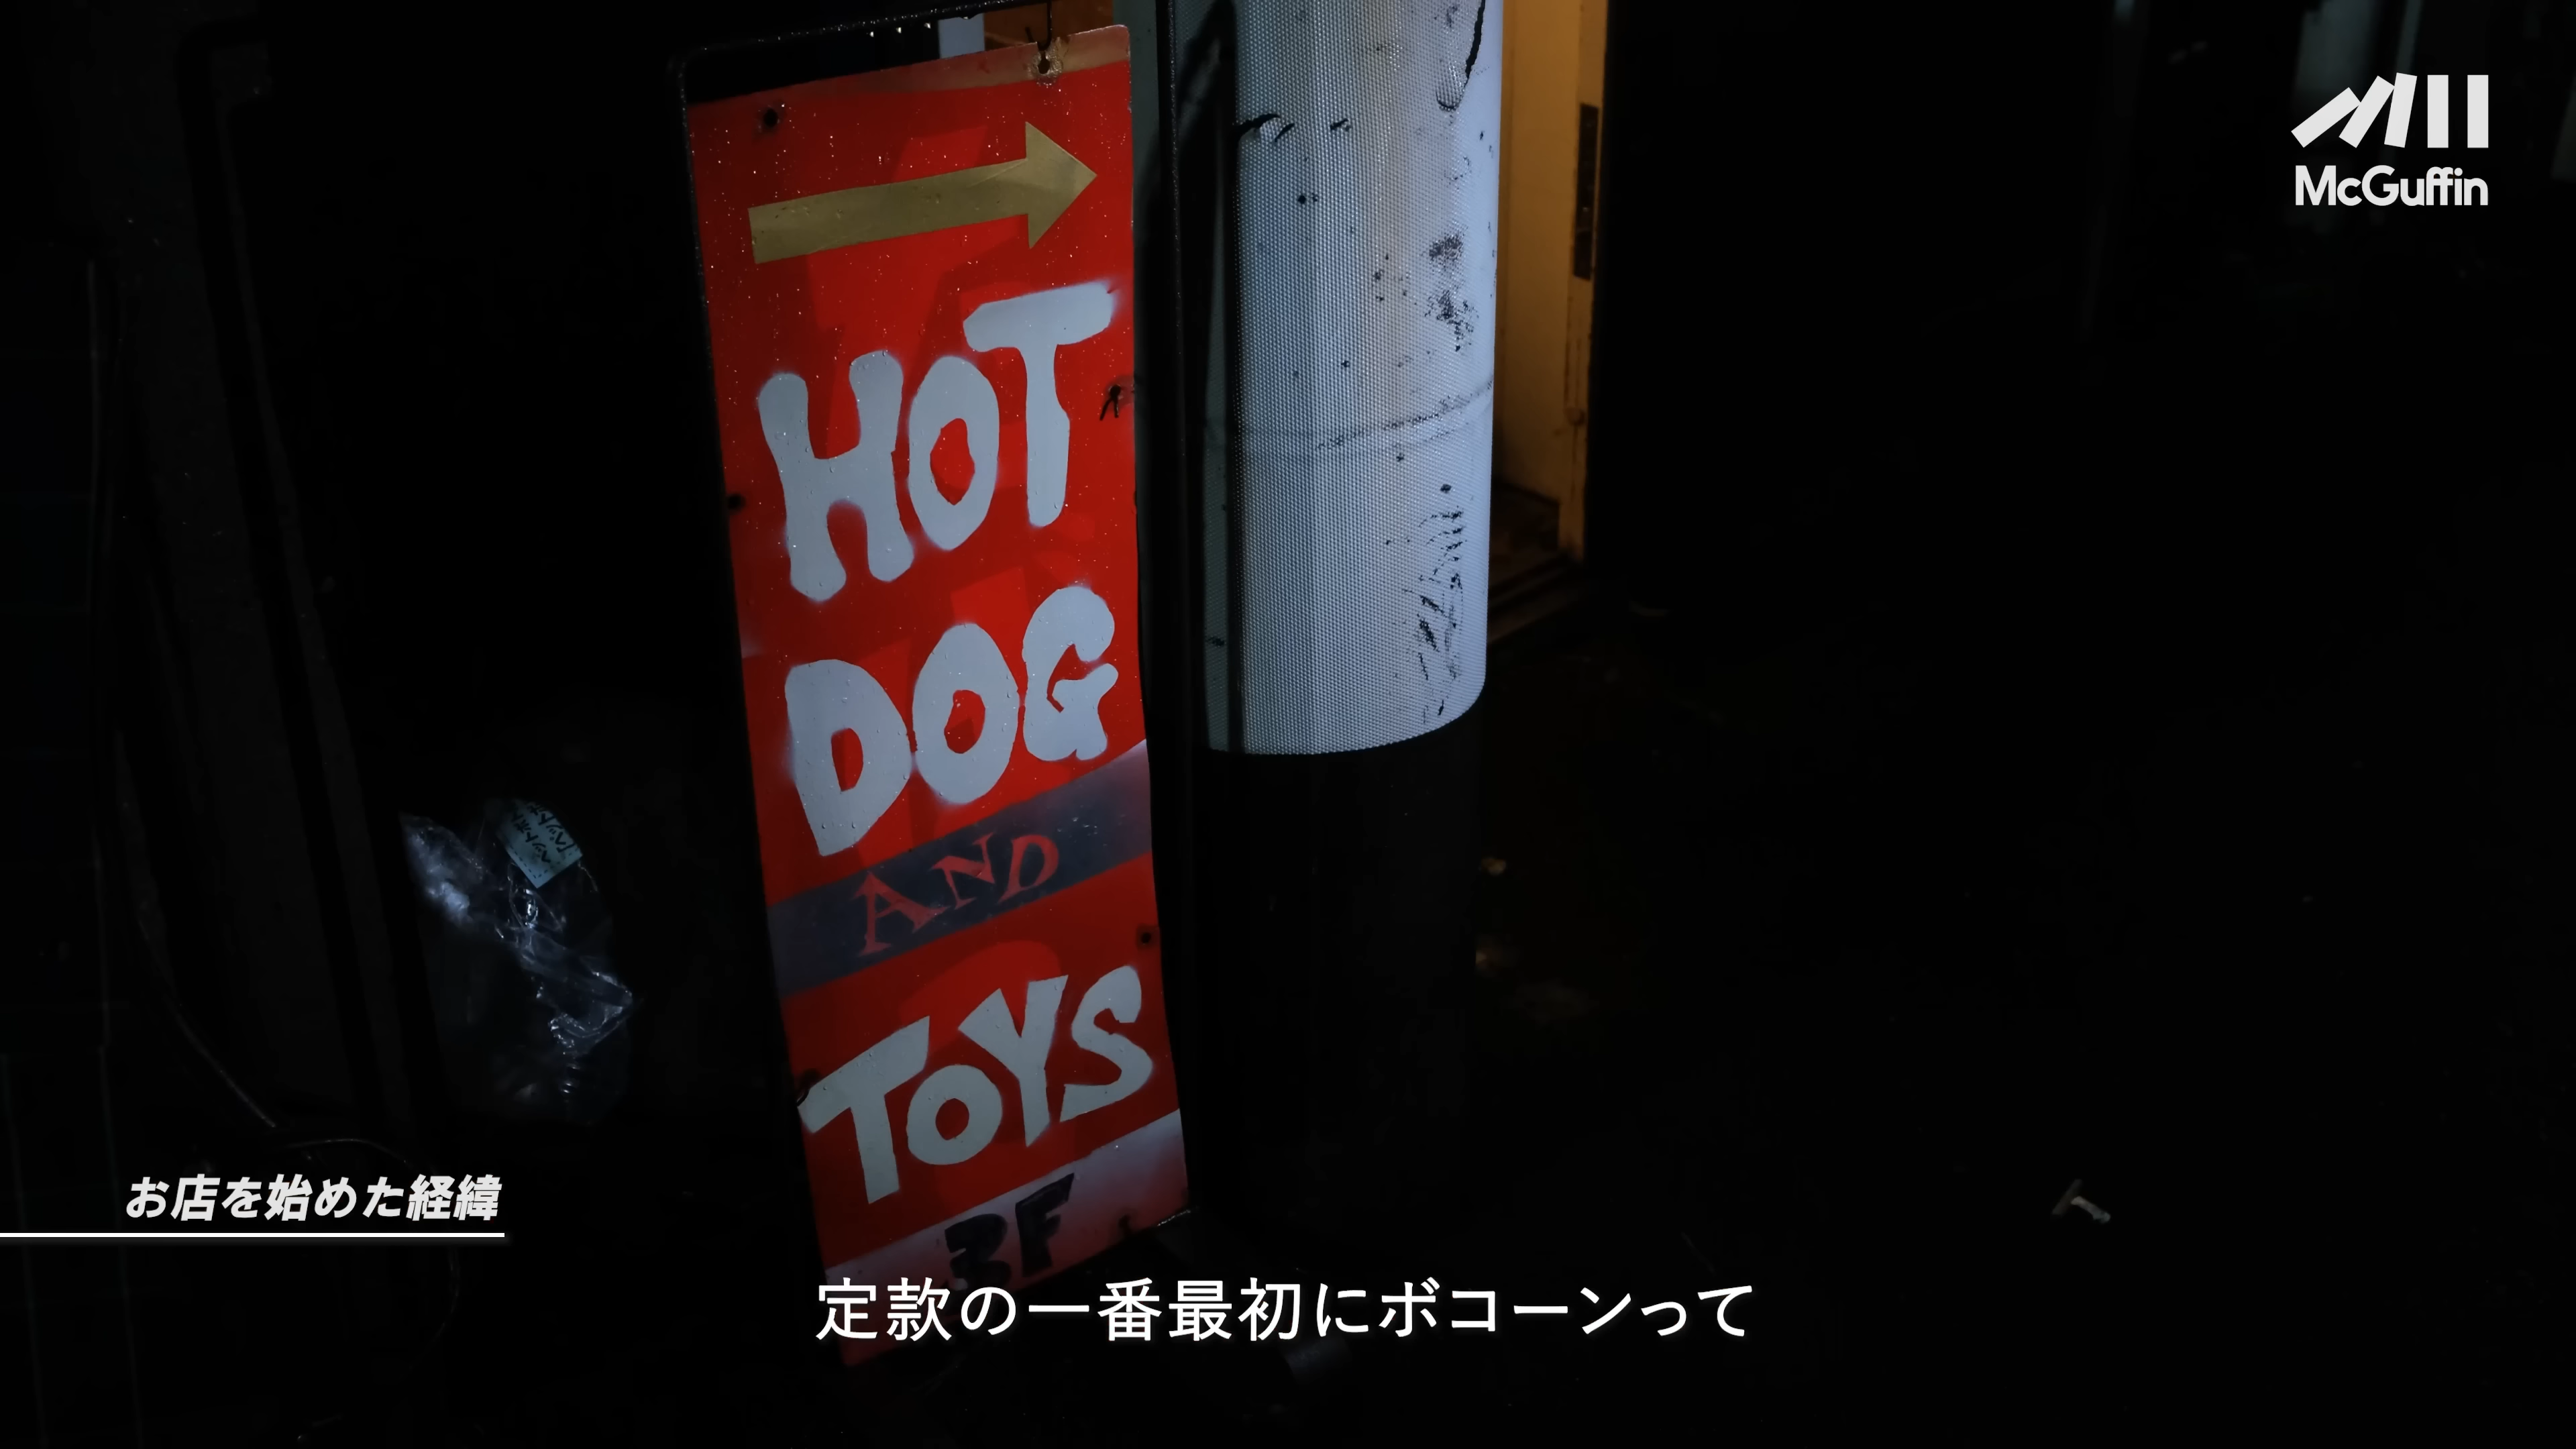 McGuffin
HOT
DOG
AND
TOYS
3F
お店を始めた経緯
定款の一番最初にボコーンって